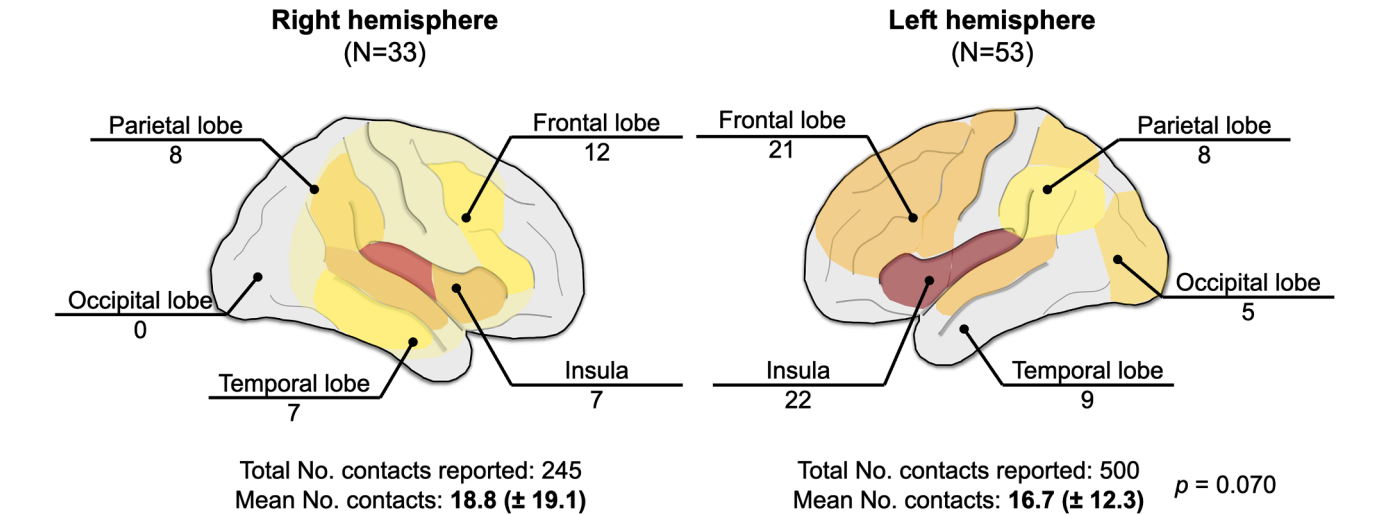 Right hemisphere
(N=33)
Parietal lobe
8
Frontal lobe
12
Occipital lobe
0
Temporal lobe
7
Insula
7
Total No. contacts reported: 245
Mean No. contacts: 18.8 (± 19.1)
Left hemisphere
(N=53)
Frontal lobe
21
Parietal lobe
8
Occipital lobe
5
Insula
22
Temporal lobe
9
Total No. contacts reported: 500
Mean No. contacts: 16.7 (± 12.3)
p = 0.070